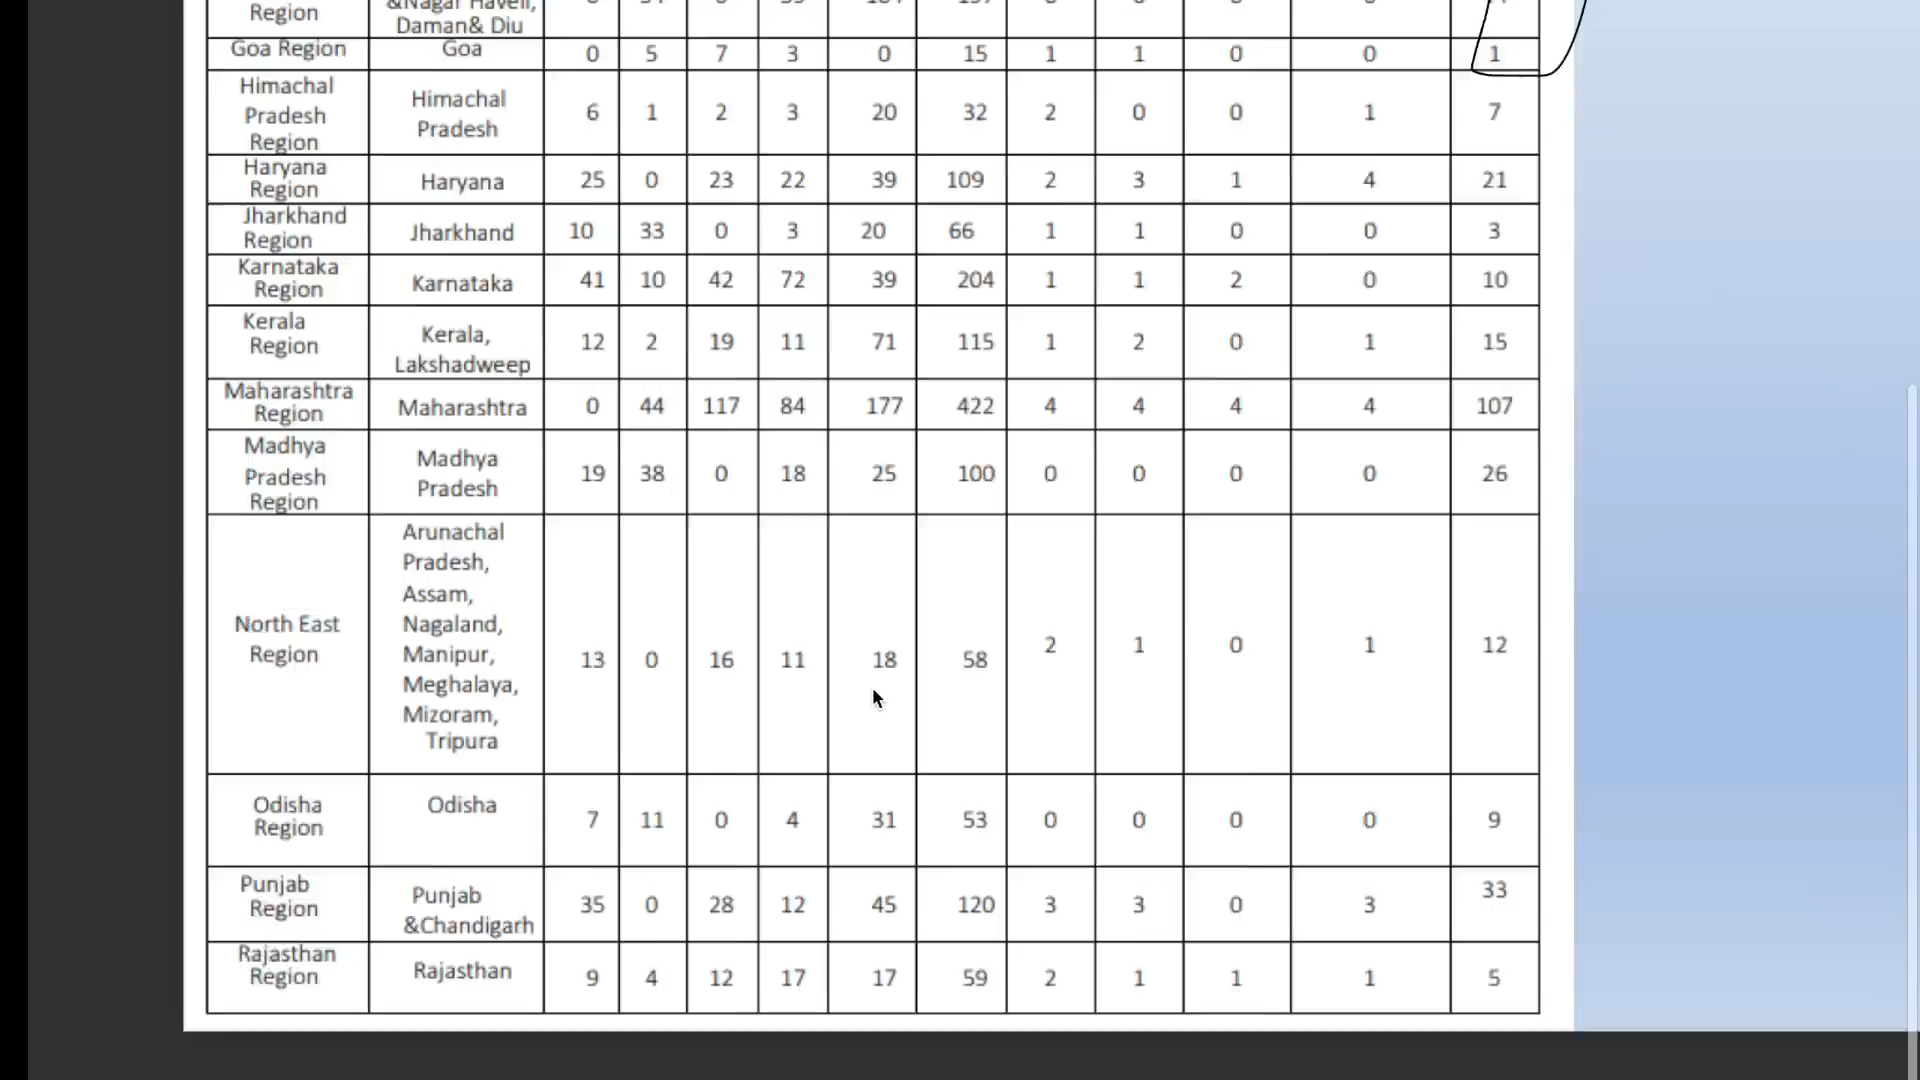 Region &Nagar Haveli,
Daman& Diu
Goa Region Goa 0 5 7 3 0 15 1 1 0 0 1
Himachal
Pradesh
Region Himachal
Pradesh 6 1 2 3 20 32 2 0 0 1 7
Haryana
Region Haryana 25 0 23 22 39 109 2 3 1 4 21
Jharkhand
Region Jharkhand 10 33 0 3 20 66 1 1 0 0 3
Karnataka
Region Karnataka 41 10 42 72 39 204 1 1 2 0 10
Kerala
Region Kerala,
Lakshadweep 12 2 19 11 71 115 1 2 0 1 15
Maharashtra
Region Maharashtra 0 44 117 84 177 422 4 4 4 4 107
Madhya
Pradesh
Region Madhya
Pradesh 19 38 0 18 25 100 0 0 0 0 26
North East
Region Arunachal
Pradesh,
Assam,
Nagaland,
Manipur,
Meghalaya,
Mizoram,
Tripura 13 0 16 11 18 58 2 1 0 1 12
Odisha
Region Odisha 7 11 0 4 31 53 0 0 0 0 9
Punjab
Region Punjab
&Chandigarh 35 0 28 12 45 120 3 3 0 3 33
Rajasthan
Region Rajasthan 9 4 12 17 17 59 2 1 1 1 5